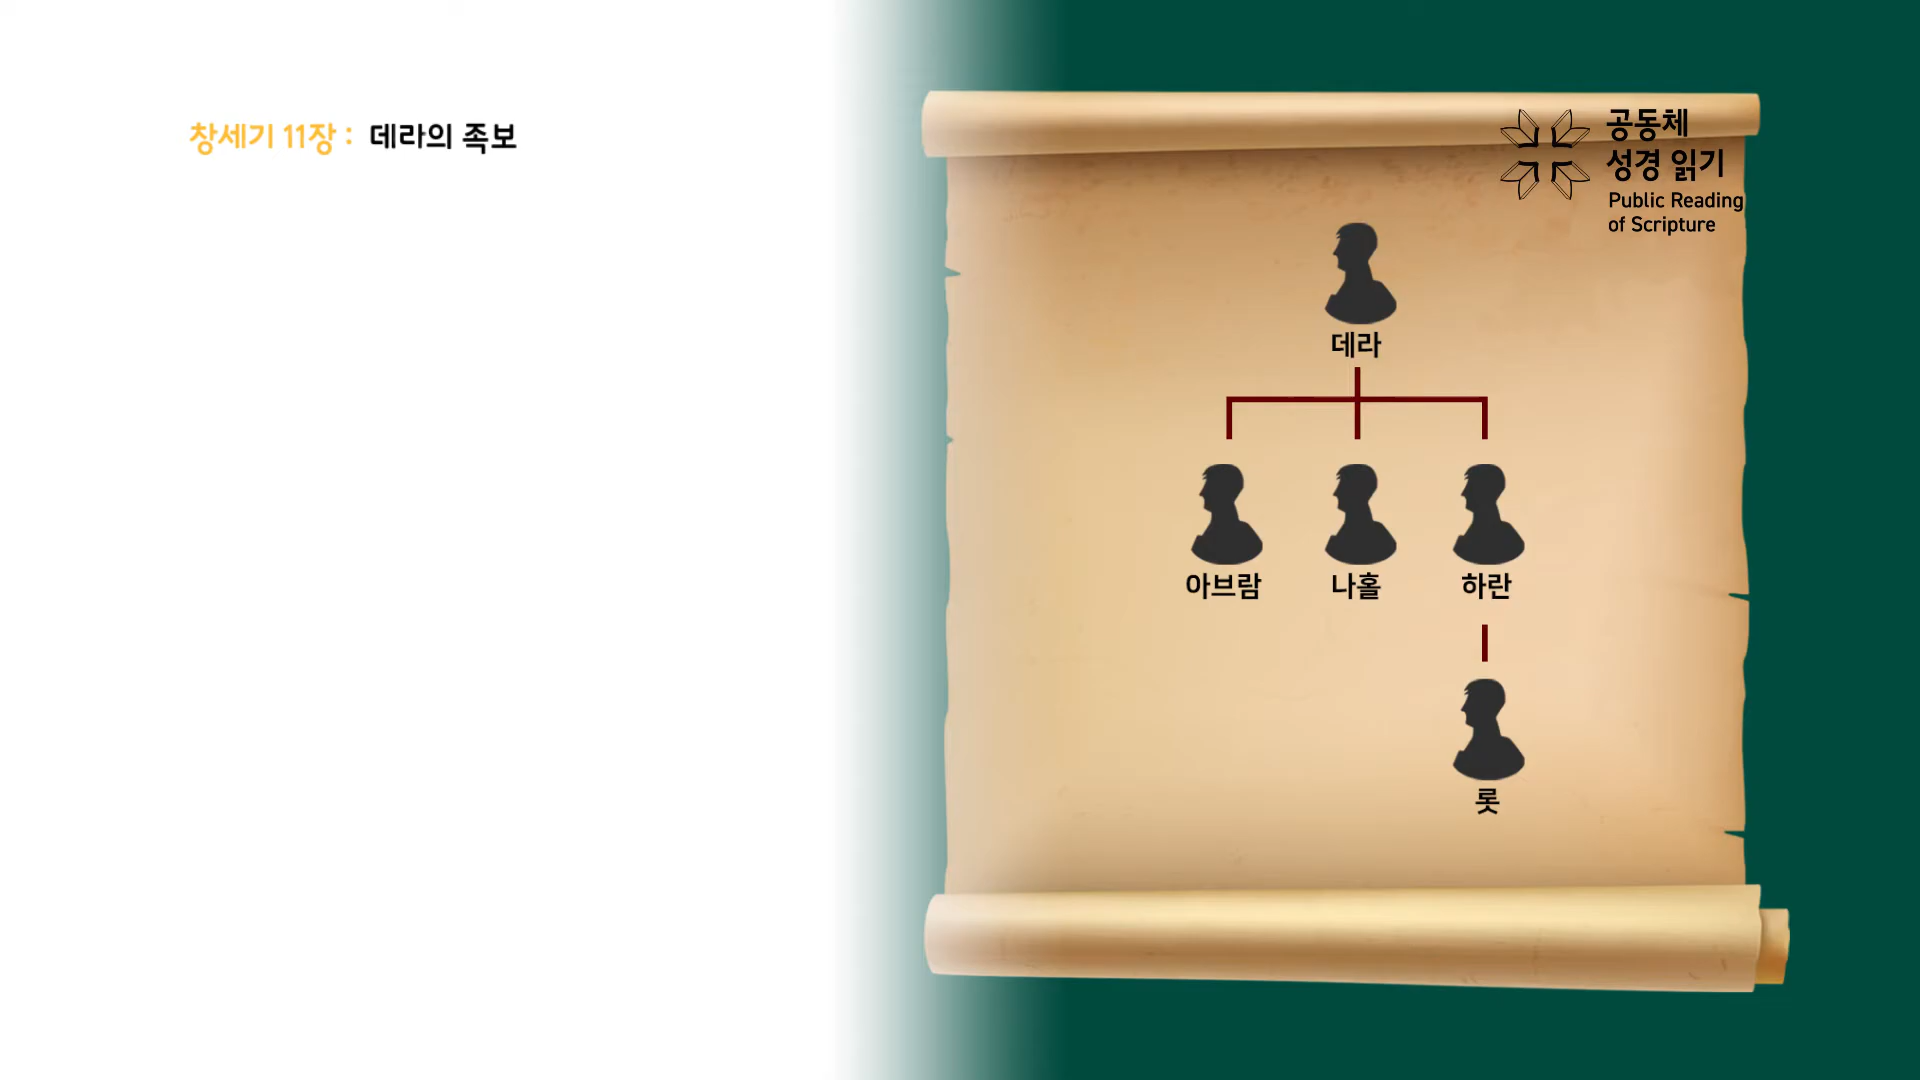 창세기 11장 : 데라의 족보
공동체
성경 읽기
Public Reading
of Scripture
데라
아브람 나홀 하란
롯